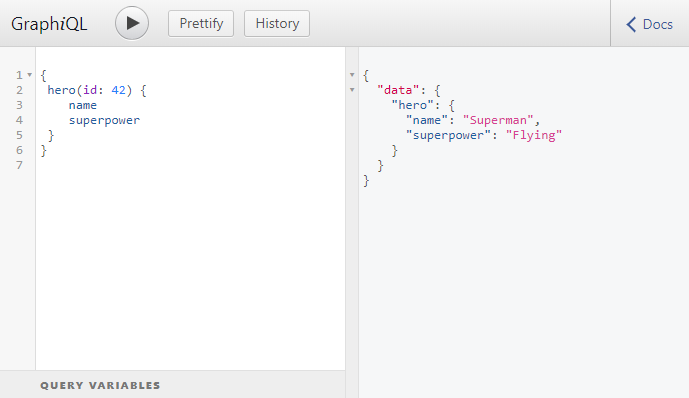 GraphiQL Prettify History Docs
1 {
2 hero(id: 42) {
3 name
4 superpower
5 }
6 }
7
{
"data": {
"hero": {
"name": "Superman",
"superpower": "Flying"
}
}
}
QUERY VARIABLES